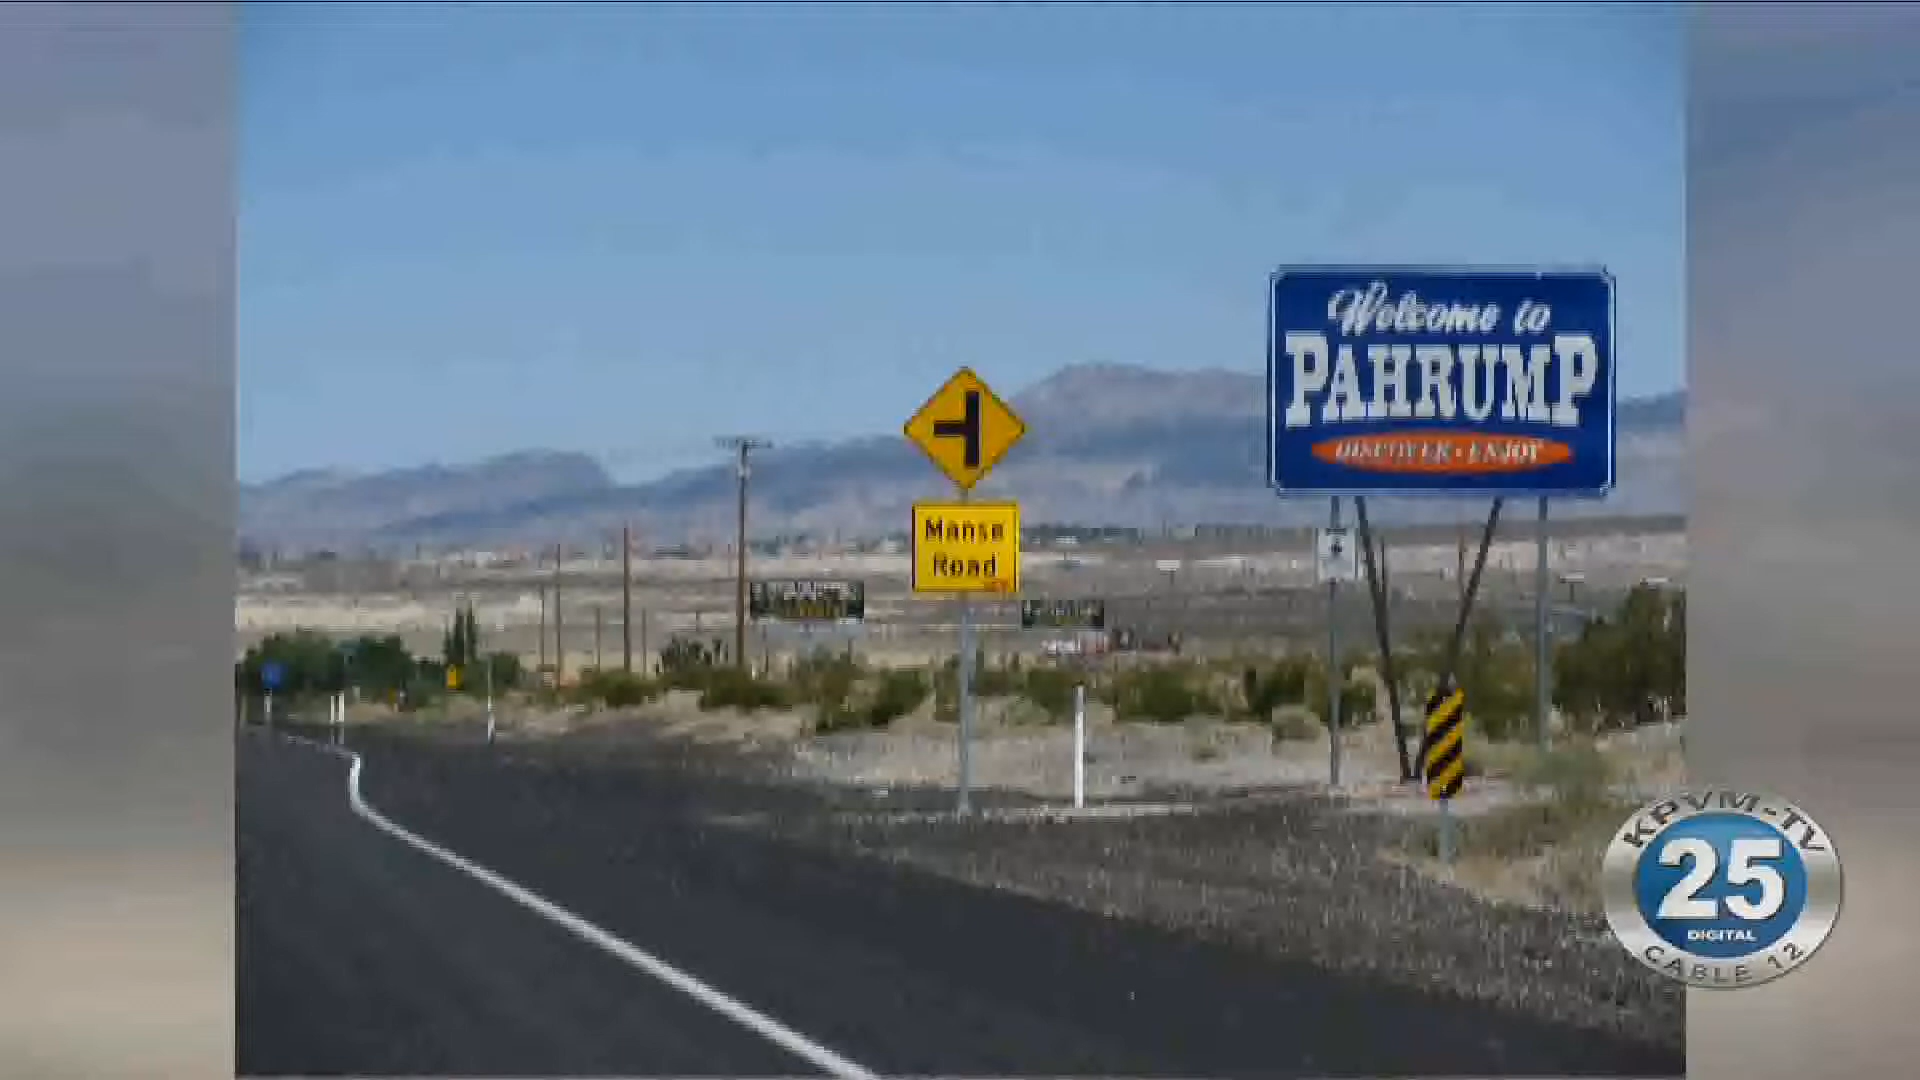 Welcome to
PAHRUMP
DISCOVER • ENJOY
Manse
Road
KPVM-TV
25
DIGITAL
CABLE 12